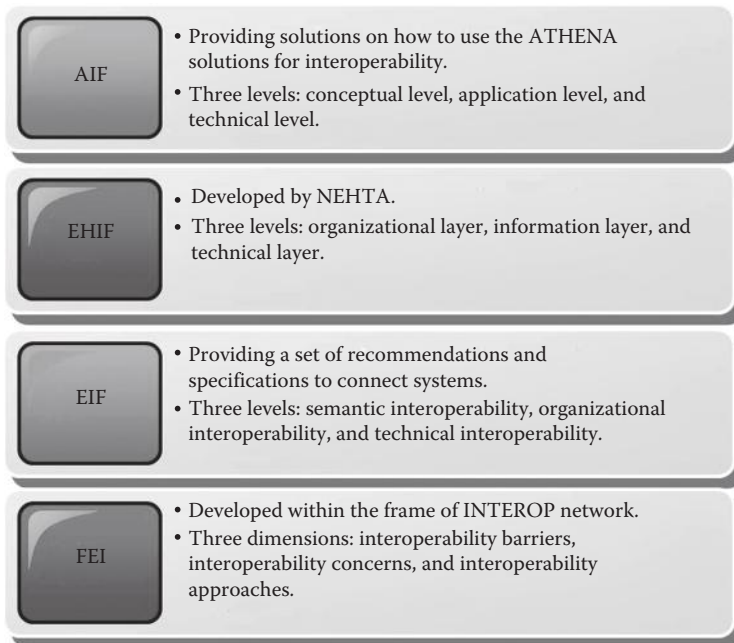 AIF
• Providing solutions on how to use the ATHENA
solutions for interoperability.
• Three levels: conceptual level, application level, and
technical level.
EHIF
• Developed by NEHTA.
• Three levels: organizational layer, information layer, and
technical layer.
EIF
• Providing a set of recommendations and
specifications to connect systems.
• Three levels: semantic interoperability, organizational
interoperability, and technical interoperability.
FEI
• Developed within the frame of INTEROP network.
• Three dimensions: interoperability barriers,
interoperability concerns, and interoperability
approaches.